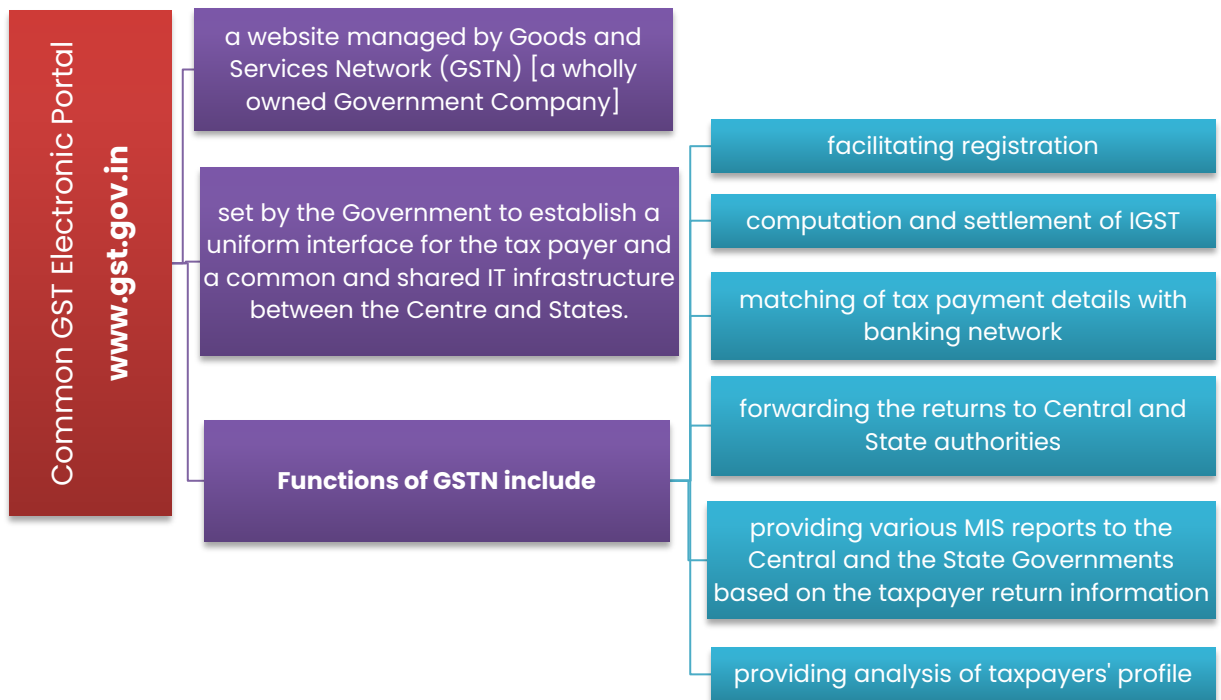 Common GST Electronic Portal
www.gst.gov.in
a website managed by Goods and
Services Network (GSTN) [a wholly
owned Government Company]
set by the Government to establish a
uniform interface for the tax payer and
a common and shared IT infrastructure
between the Centre and States.
Functions of GSTN include
facilitating registration
computation and settlement of IGST
matching of tax payment details with
banking network
forwarding the returns to Central and
State authorities
providing various MIS reports to the
Central and the State Governments
based on the taxpayer return information
providing analysis of taxpayers' profile